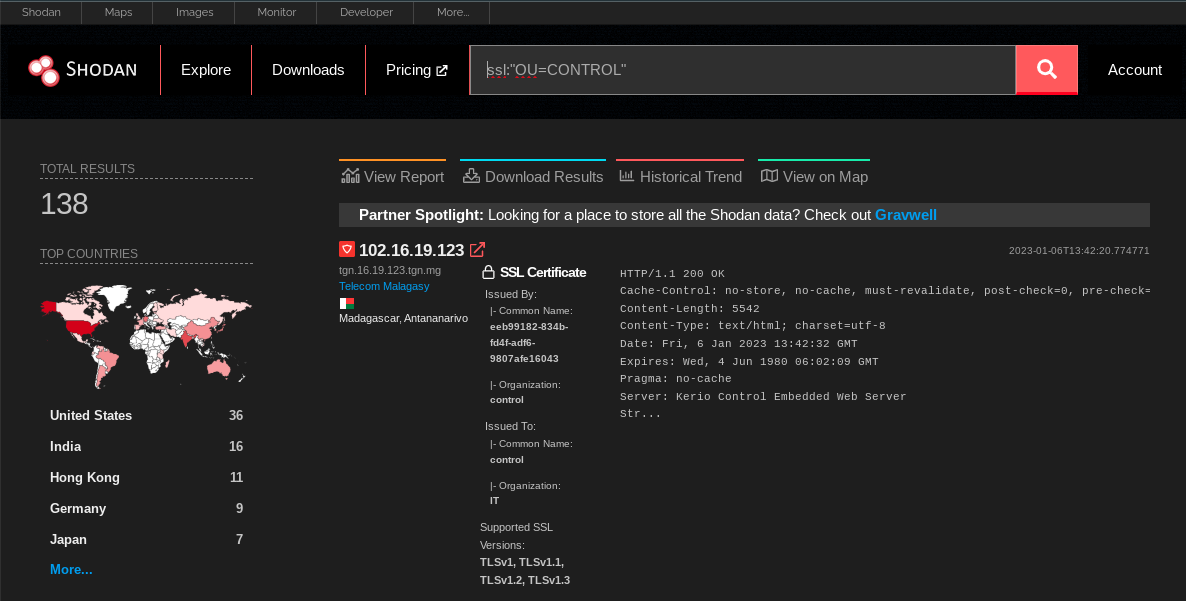 Shodan Maps Images Monitor Developer More...
SHODAN Explore Downloads Pricing ssl:"OU=CONTROL" Account
TOTAL RESULTS
138
TOP COUNTRIES
United States 36
India 16
Hong Kong 11
Germany 9
Japan 7
More...
View Report Download Results Historical Trend View on Map
Partner Spotlight: Looking for a place to store all the Shodan data? Check out Gravwell
102.16.19.123 2023-01-06T13:42:20.774771
tgn.16.19.123.tgn.mg
Telecom Malagasy
Madagascar, Antananarivo
SSL Certificate
Issued By:
|- Common Name:
eeb99182-834b-
fd4f-adf6-
9807afe16043
|- Organization:
control
Issued To:
|- Common Name:
control
|- Organization:
IT
Supported SSL
Versions:
TLSv1, TLSv1.1,
TLSv1.2, TLSv1.3
HTTP/1.1 200 OK
Cache-Control: no-store, no-cache, must-revalidate, post-check=0, pre-check=
Content-Length: 5542
Content-Type: text/html; charset=utf-8
Date: Fri, 6 Jan 2023 13:42:32 GMT
Expires: Wed, 4 Jun 1980 06:02:09 GMT
Pragma: no-cache
Server: Kerio Control Embedded Web Server
Str...